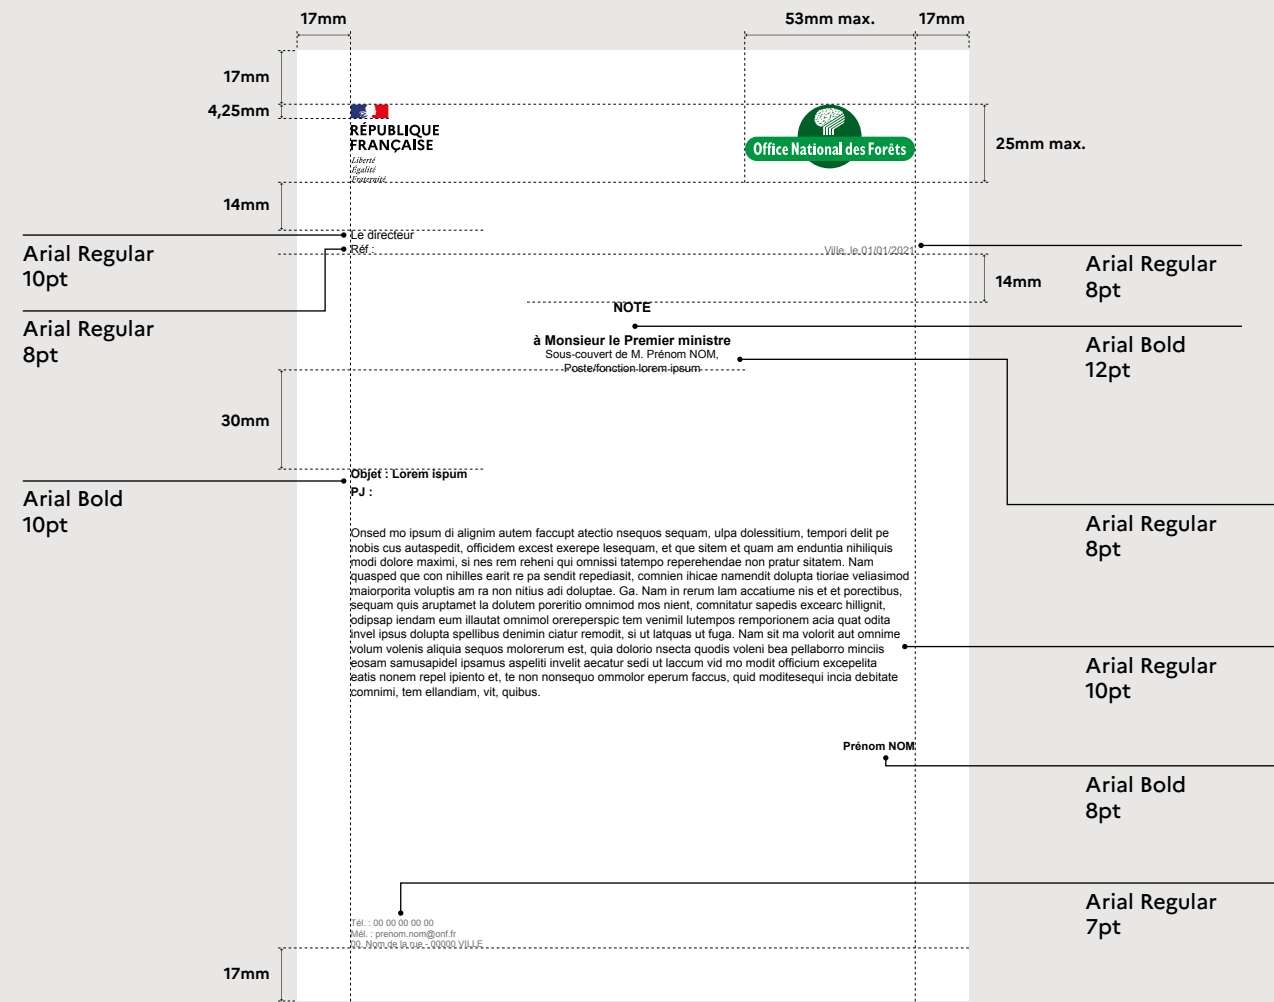 17mm
53mm max.
17mm
17mm
4,25mm
RÉPUBLIQUE
FRANÇAISE
Liberté
Égalité
Fraternité
Office National des Forêts
25mm max.
14mm
Le directeur
Réf :
Ville, le 01/01/2021
Arial Regular
10pt
Arial Regular
8pt
Arial Regular
8pt
14mm
NOTE
à Monsieur le Premier ministre
Sous-couvert de M. Prénom NOM,
Poste/fonction lorem ipsum
Arial Bold
12pt
30mm
Objet : Lorem ispum
PJ :
Arial Bold
10pt
Arial Regular
8pt
Onsed mo ipsum di alignim autem faccupt atectio nsequos sequam, ulpa dolessitium, tempori delit pe
nobis cus autaspedit, officidem excest exerepe lesequam, et que sitem et quam am enduntia nihiliquis
modi dolore maximi, si nes rem reheni qui omnissi tatempo reperehendae non pratur sitatem. Nam
quasped que con nihilles earit re pa sendit repediasit, comnien ihicae namendit dolupta tioriae veliasimod
maiorporita voluptis am ra non nitius adi doluptae. Ga. Nam in rerum lam accatiume nis et et porectibus,
sequam quis aruptamet la dolutem poreritio omnimod mos nient, comnitatur sapedis excearc hillignit,
odipsap iendam eum illautat omnimol orereperspic tem venimil lutempos remporionem acia quat odita
invel ipsus dolupta spellibus denimin ciatur remodit, si ut latquas ut fuga. Nam sit ma volorit aut omnime
volum volenis aliquia sequos molorerum est, quia dolorio nsecta quodis voleni bea pellaborro minciis
eosam samusapidel ipsamus aspeliti invelit aecatur sedi ut laccum vid mo modit officium excepelita
eatis nonem repel ipiento et, te non nonsequo ommolor eperum faccus, quid moditesequi incia debitate
comnimi, tem ellandiam, vit, quibus.
Arial Regular
10pt
Prénom NOM
Arial Bold
8pt
Arial Regular
7pt
Tél. : 00 00 00 00 00
Mél. : prenom.nom@onf.fr
00, Nom de la rue - 00000 VILLE
17mm